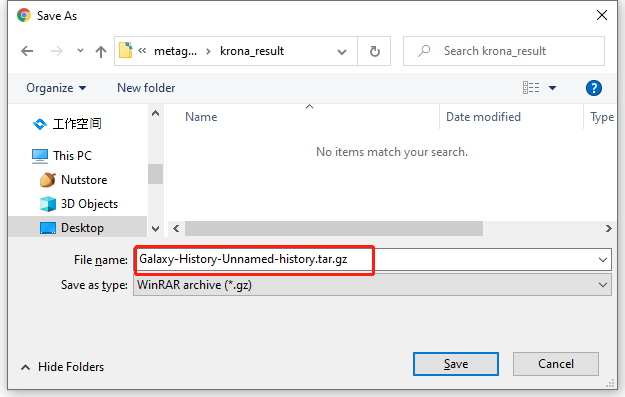 Save As
« metag... › krona_result
Search krona_result
Organize
New folder
?
Name
Date modified
Type
No items match your search.
工作空间
This PC
Nutstore
3D Objects
Desktop
File name: Galaxy-History-Unnamed-history.tar.gz
Save as type: WinRAR archive (*.gz)
Hide Folders
Save
Cancel